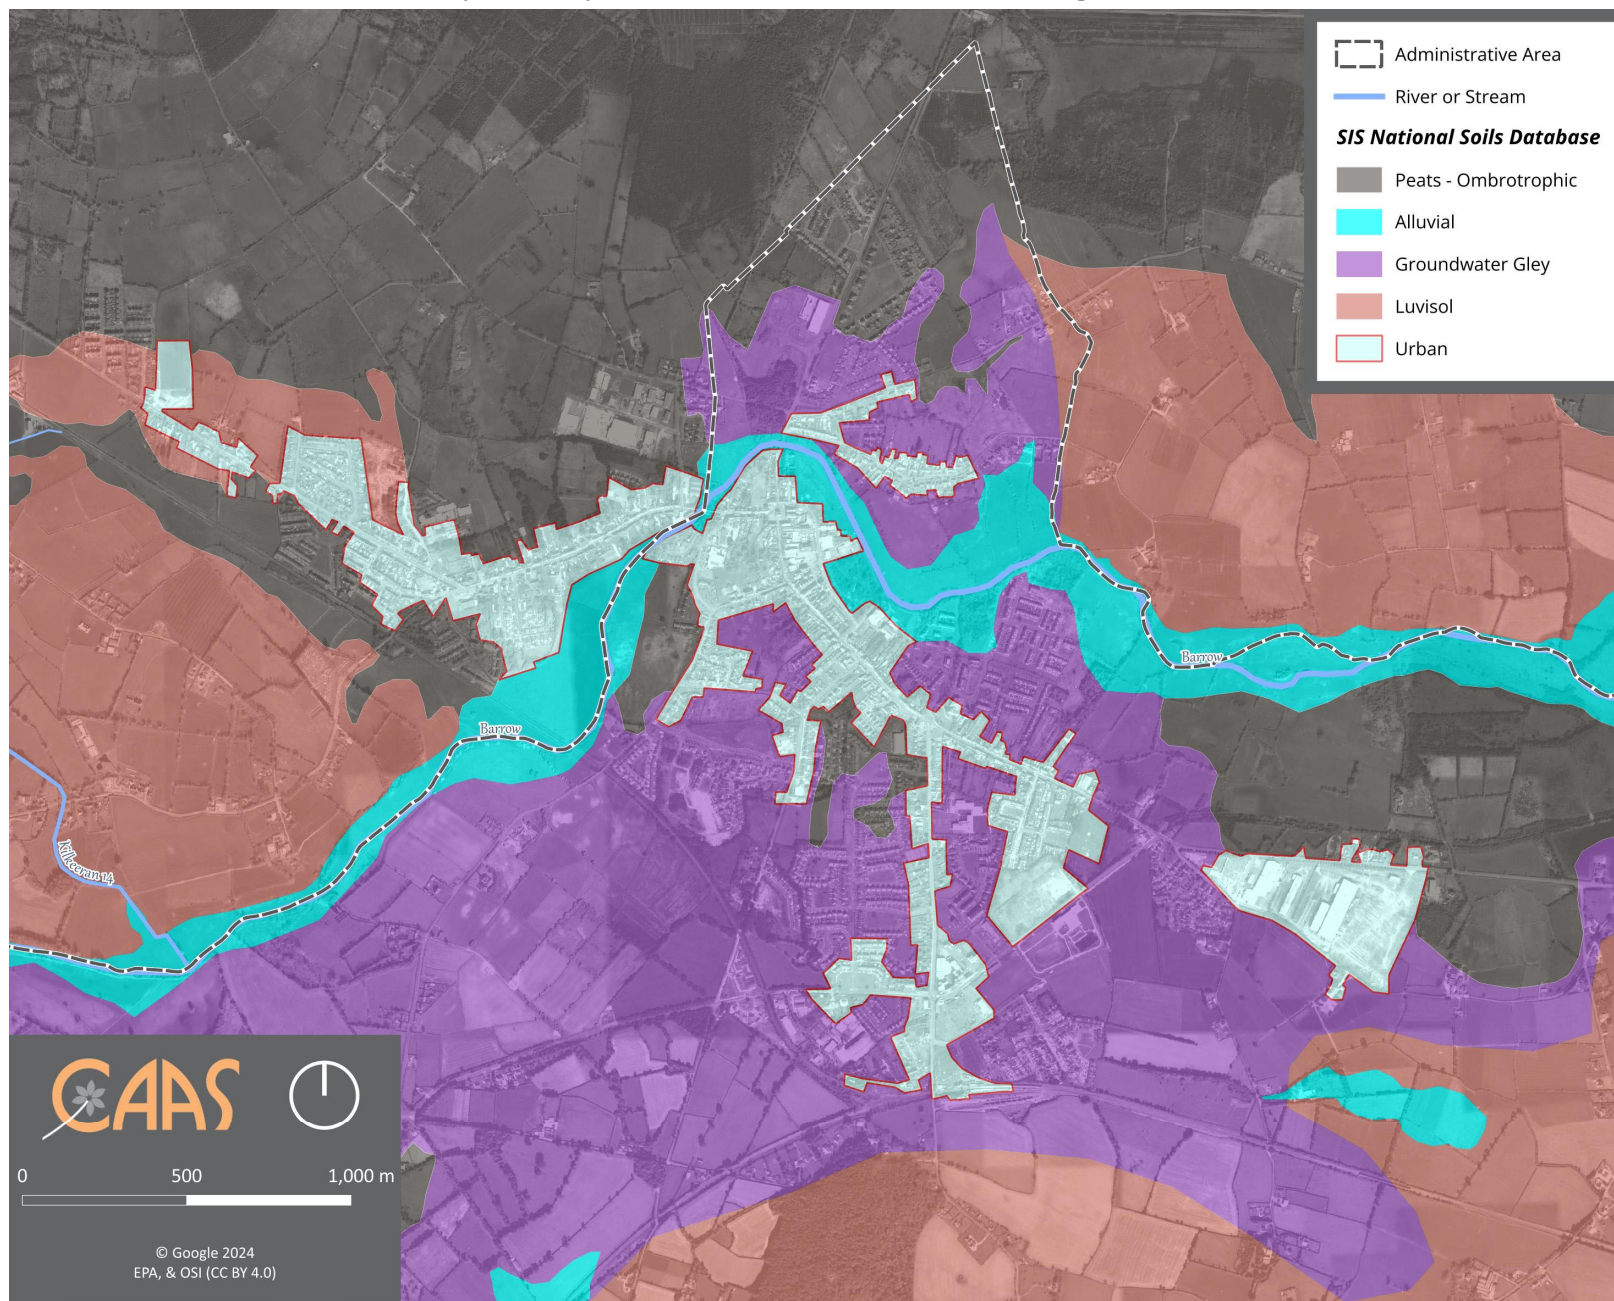 Administrative Area
River or Stream
SIS National Soils Database
Peats - Ombrotrophic
Alluvial
Groundwater Gley
Luvisol
Urban
Barrow
Barrow
Kilkeeran 14
CAAS
0 500 1,000 m
© Google 2024
EPA, & OSI (CC BY 4.0)